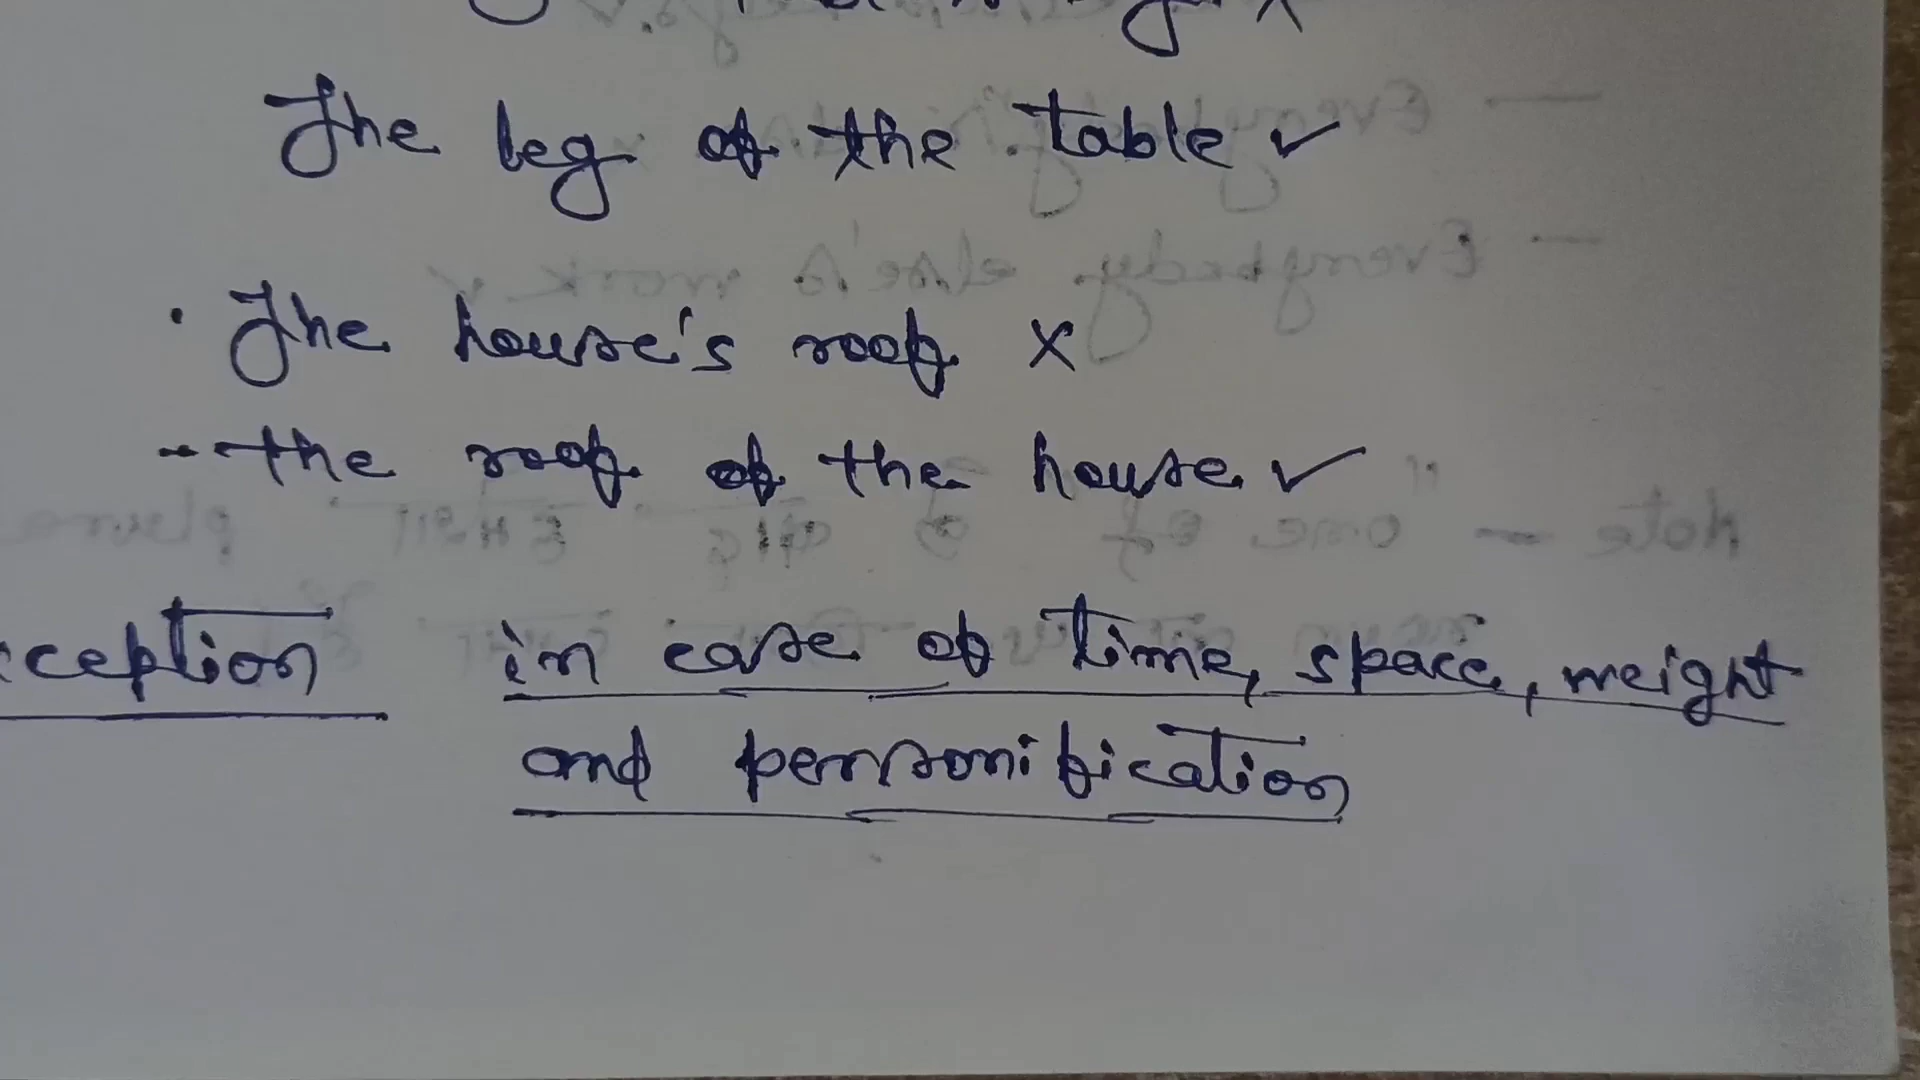 The leg of the table ✓
· The house's roof ×
- the roof of the house ✓
ception in case of time, space, weight
and personification